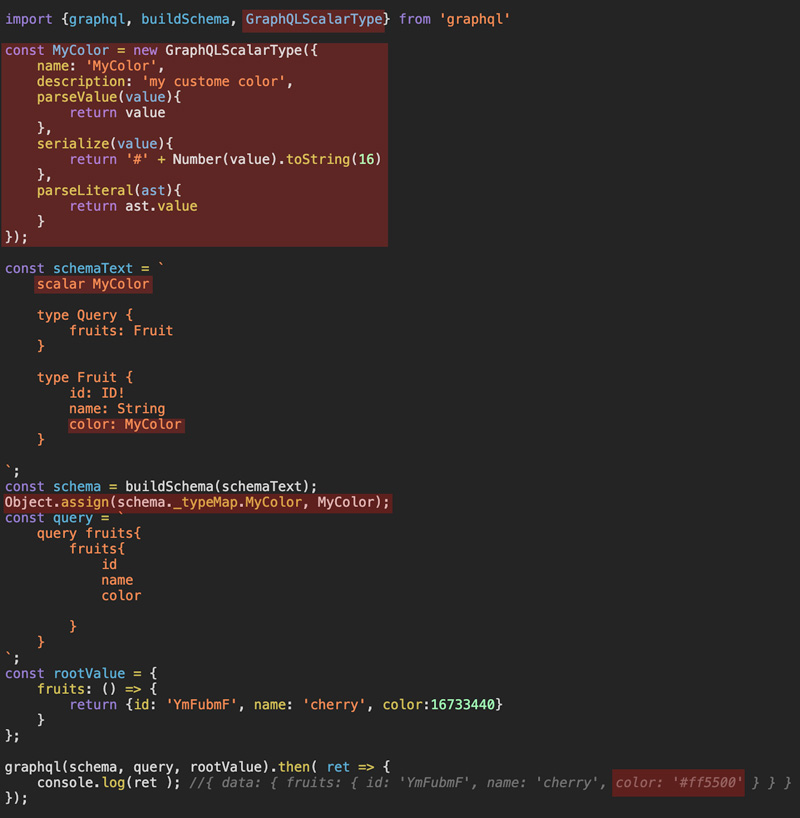 import {graphql, buildSchema, GraphQLScalarType} from 'graphql'
const MyColor = new GraphQLScalarType({
    name: 'MyColor',
    description: 'my custome color',
    parseValue(value){
        return value
    },
    serialize(value){
        return '#' + Number(value).toString(16)
    },
    parseLiteral(ast){
        return ast.value
    }
});
const schemaText = `
    scalar MyColor
    type Query {
        fruits: Fruit
    }
    type Fruit {
        id: ID!
        name: String
        color: MyColor
    }
`;
const schema = buildSchema(schemaText);
Object.assign(schema._typeMap.MyColor, MyColor);
const query = `
    query fruits{
        fruits{
            id
            name
            color
        }
    }
`;
const rootValue = {
    fruits: () => {
        return {id: 'YmFubmF', name: 'cherry', color:16733440}
    }
};
graphql(schema, query, rootValue).then( ret => {
    console.log(ret ); //{ data: { fruits: { id: 'YmFubmF', name: 'cherry', color: '#ff5500' } } }
});